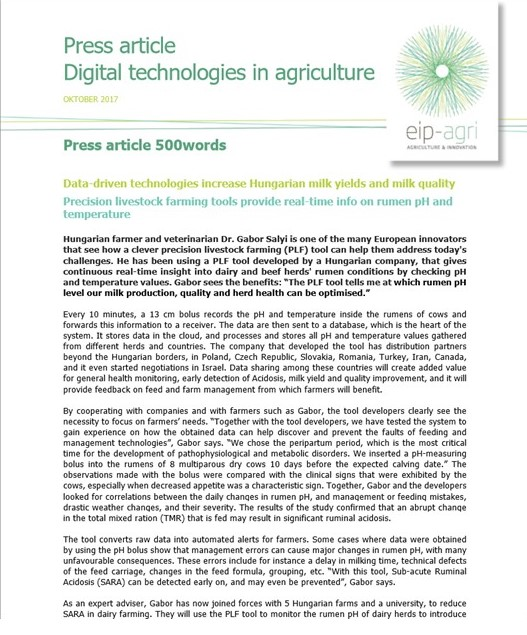 Press article
Digital technologies in agriculture
OKTOBER 2017
eip-agri
AGRICULTURE & INNOVATION
Press article 500words
Data-driven technologies increase Hungarian milk yields and milk quality
Precision livestock farming tools provide real-time info on rumen pH and
temperature
Hungarian farmer and veterinarian Dr. Gabor Salyi is one of the many European innovators
that see how a clever precision livestock farming (PLF) tool can help them address today's
challenges. He has been using a PLF tool developed by a Hungarian company, that gives
continuous real-time insight into dairy and beef herds' rumen conditions by checking pH
and temperature values. Gabor sees the benefits: “The PLF tool tells me at which rumen pH
level our milk production, quality and herd health can be optimised.”
Every 10 minutes, a 13 cm bolus records the pH and temperature inside the rumens of cows and
forwards this information to a receiver. The data are then sent to a database, which is the heart of the
system. It stores data in the cloud, and processes and stores all pH and temperature values gathered
from different herds and countries. The company that developed the tool has distribution partners
beyond the Hungarian borders, in Poland, Czech Republic, Slovakia, Romania, Turkey, Iran, Canada,
and it even started negotiations in Israel. Data sharing among these countries will create added value
for general health monitoring, early detection of Acidosis, milk yield and quality improvement, and it will
provide feedback on feed and farm management from which farmers will benefit.
By cooperating with companies and with farmers such as Gabor, the tool developers clearly see the
necessity to focus on farmers’ needs. “Together with the tool developers, we have tested the system to
gain experience on how the obtained data can help discover and prevent the faults of feeding and
management technologies”, Gabor says. “We chose the peripartum period, which is the most critical
time for the development of pathophysiological and metabolic disorders. We inserted a pH-measuring
bolus into the rumens of 8 multiparous dry cows 10 days before the expected calving date.” The
observations made with the bolus were compared with the clinical signs that were exhibited by the
cows, especially when decreased appetite was a characteristic sign. Together, Gabor and the developers
looked for correlations between the daily changes in rumen pH, and management or feeding mistakes,
drastic weather changes, and their severity. The results of the study confirmed that an abrupt change
in the total mixed ration (TMR) that is fed may result in significant ruminal acidosis.
The tool converts raw data into automated alerts for farmers. Some cases where data were obtained
by using the pH bolus show that management errors can cause major changes in rumen pH, with many
unfavourable consequences. These errors include for instance a delay in milking time, technical defects
of the feed carriage, changes in the feed formula, grouping, etc. “With this tool, Sub-acute Ruminal
Acidosis (SARA) can be detected early on, and may even be prevented”, Gabor says.
As an expert adviser, Gabor has now joined forces with 5 Hungarian farms and a university, to reduce
SARA in dairy farming. They will use the PLF tool to monitor the rumen pH of dairy herds to introduce